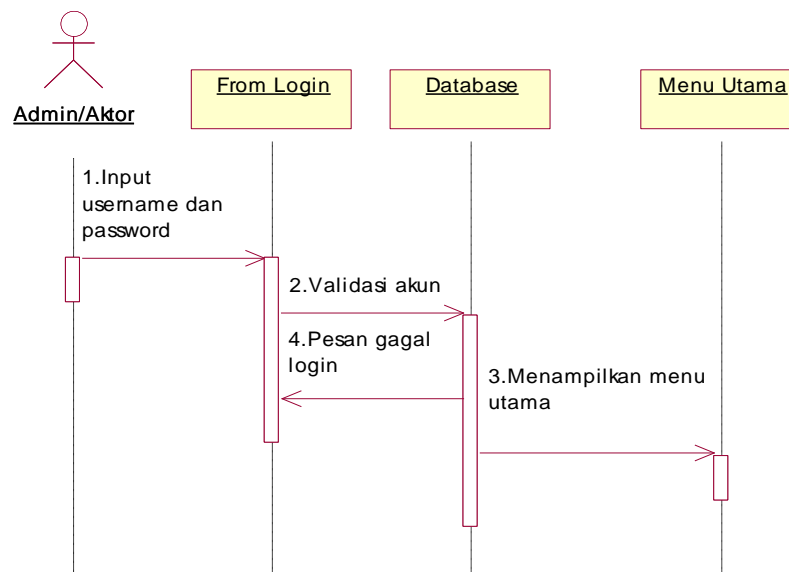 Admin/Aktor
From Login
Database
Menu Utama
1.Input
username dan
password
2.Validasi akun
4.Pesan gagal
login
3.Menampilkan menu
utama